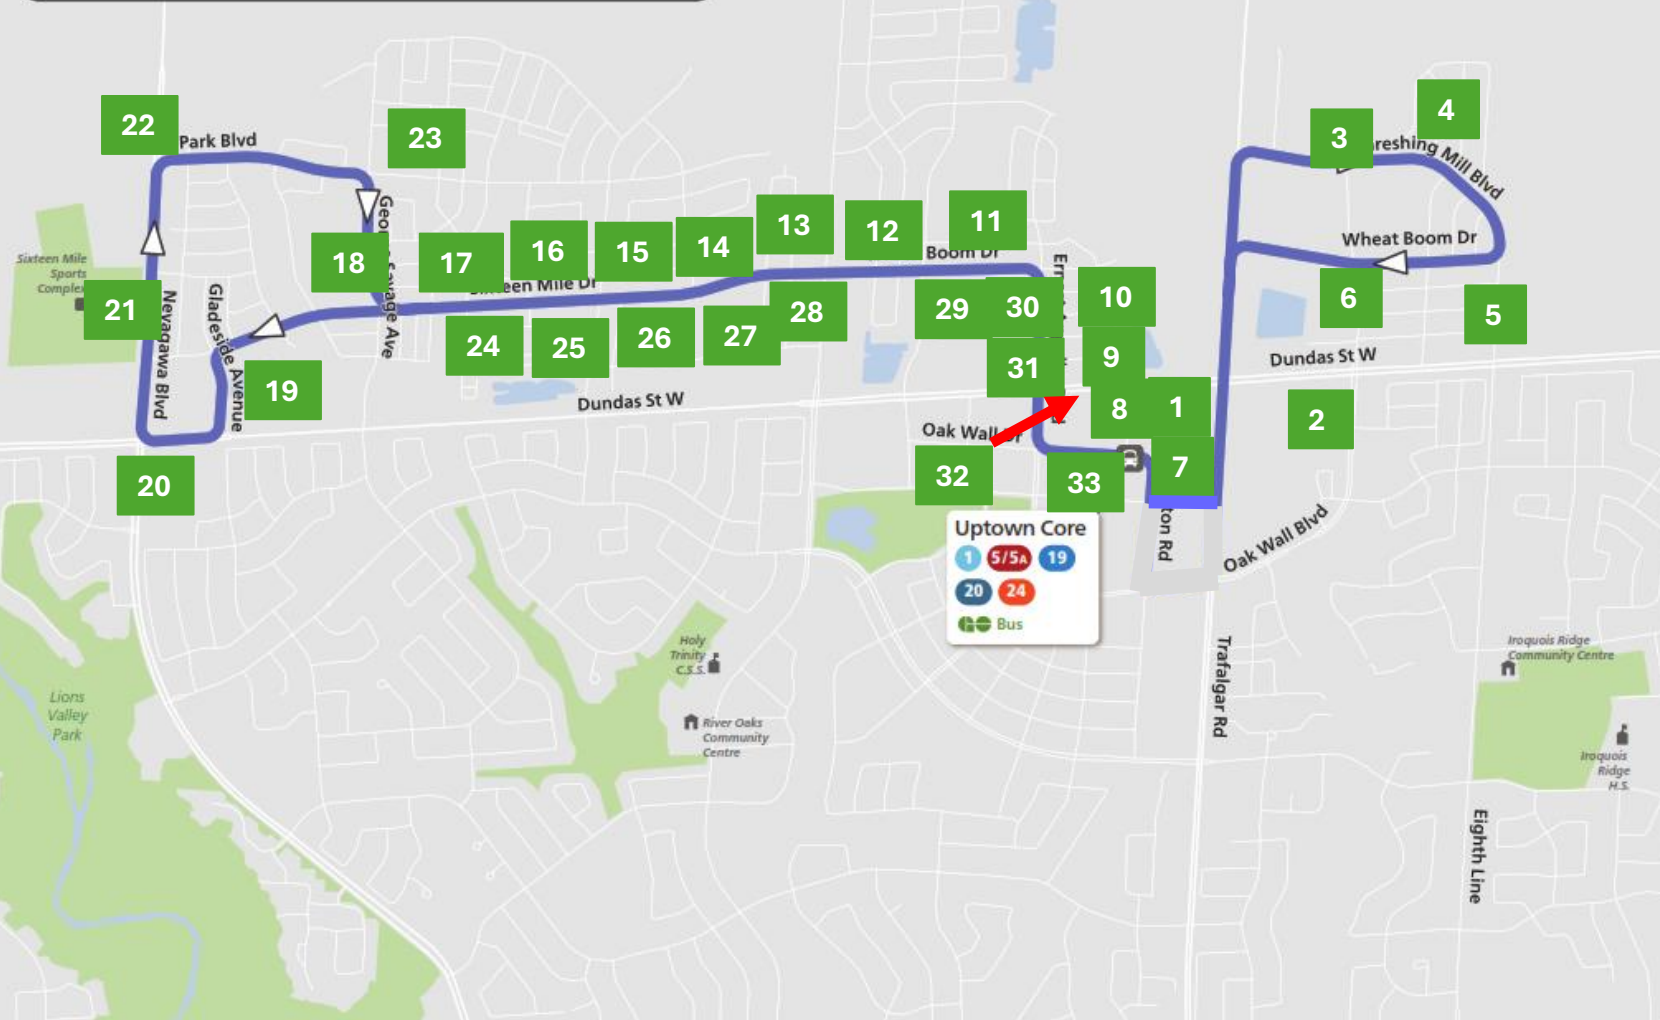 4
22
3
23
Park Blvd
reshing Mill Blvd
11
13
12
Wheat Boom Dr
14
16
15
Boom Dr
17
18
Sixteen Mile
Sports
Complex
Sixteen Mile Dr
10
6
29
30
21
28
5
Nevagawa Blvd
Gladeside Avenue
Savage Ave
27
26
24
25
9
Dundas St W
31
19
Dundas St W
8
1
2
Oak Wall Dr
7
32
33
20
Uptown Core
1
5/5A
19
20
24
GO Bus
ton Rd
Oak Wall Blvd
Holy
Trinity
C.S.S.
Iroquois Ridge
Community Centre
Trafalgar Rd
Lions
Valley
Park
River Oaks
Community
Centre
Iroquois
Ridge
H.S.
Eighth Line